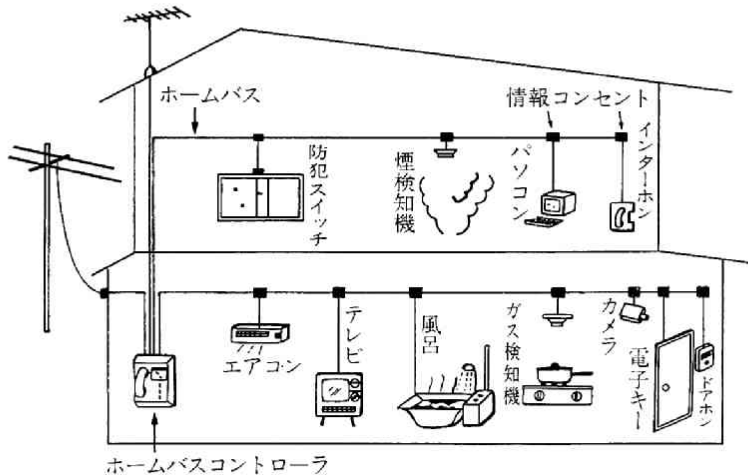 ホームバス
情報コンセント
防犯スイッチ
煙検知機
パソコン
インターホン
エアコン
テレビ
風呂
ガス検知機
カメラ
電子キー
ドアホン
ホームバスコントローラ